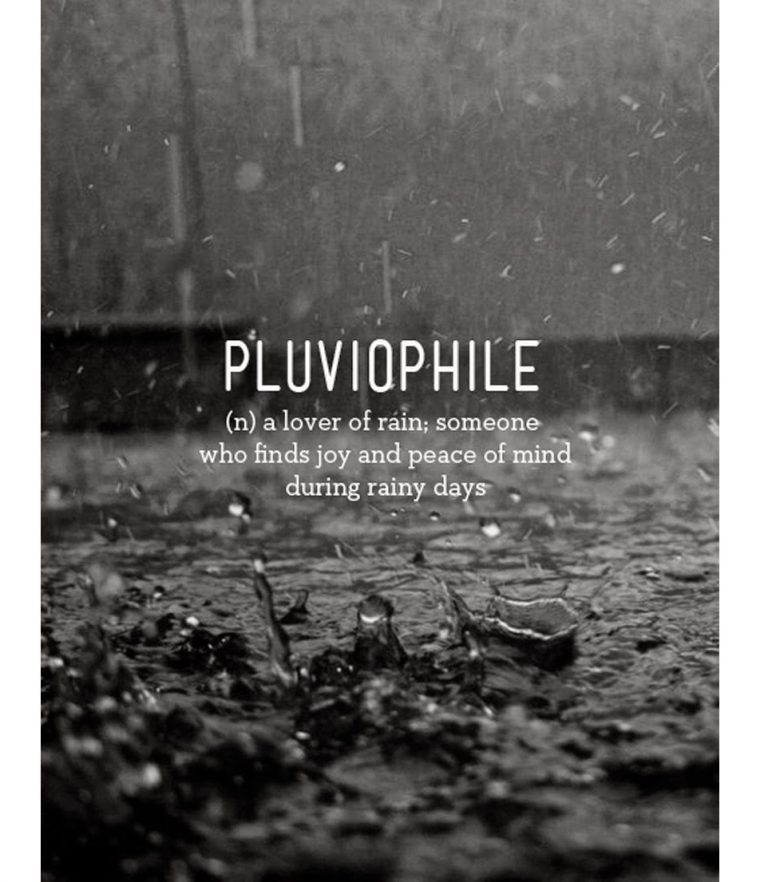 PLUVIOPHILE
(n) a lover of rain; someone
who finds joy and peace of mind
during rainy days